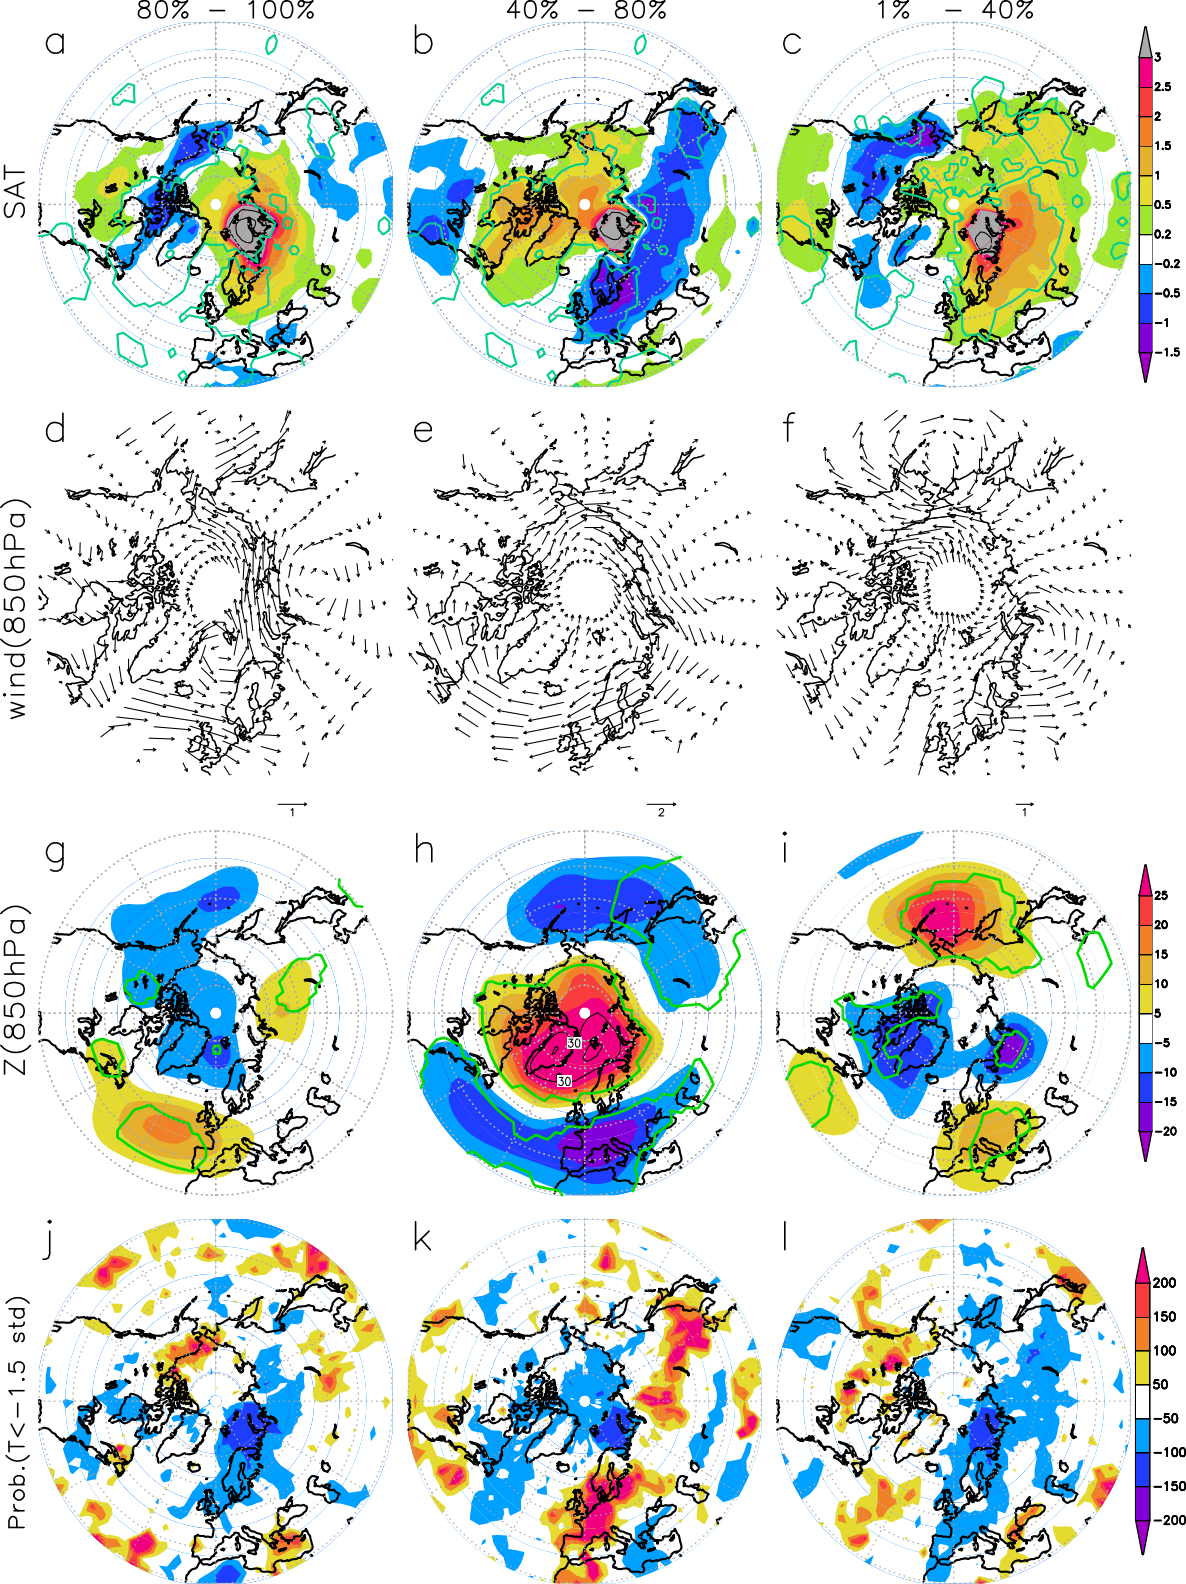 80% – 100%
40% – 80%
1% – 40%
a
b
c
SAT
3
2.5
2
1.5
1
0.5
0.2
−0.2
−0.5
−1
−1.5
d
e
f
wind(850hPa)
1
2
1
g
h
i
Z(850hPa)
30
30
25
20
15
10
5
−5
−10
−15
−20
j
k
l
Prob.(T<−1.5 std)
200
150
100
50
−50
−100
−150
−200